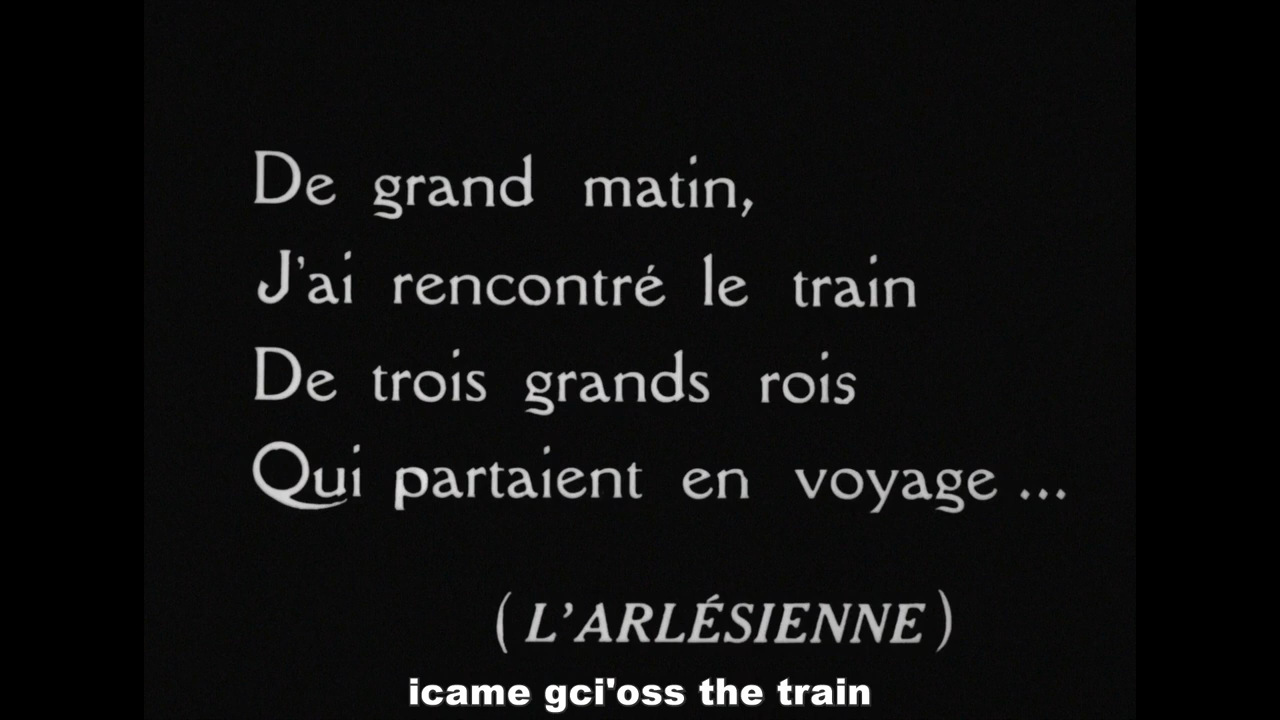 De grand matin,
J'ai rencontré le train
De trois grands rois
Qui partaient en voyage ...
(L'ARLÉSIENNE)
icame gci'oss the train